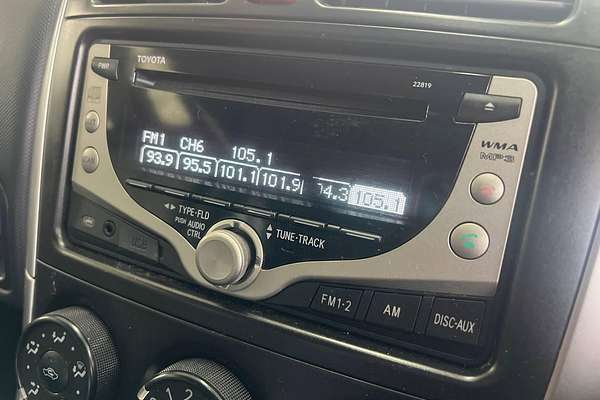 PWR
TOYOTA
22819
FM1 CH6 105.1
93.9 95.5 101.1 101.9 04.3 105.1
WMA
MP3
TYPE·FLD
PUSH AUDIO
CTRL
TUNE·TRACK
FM1·2
AM
DISC·AUX